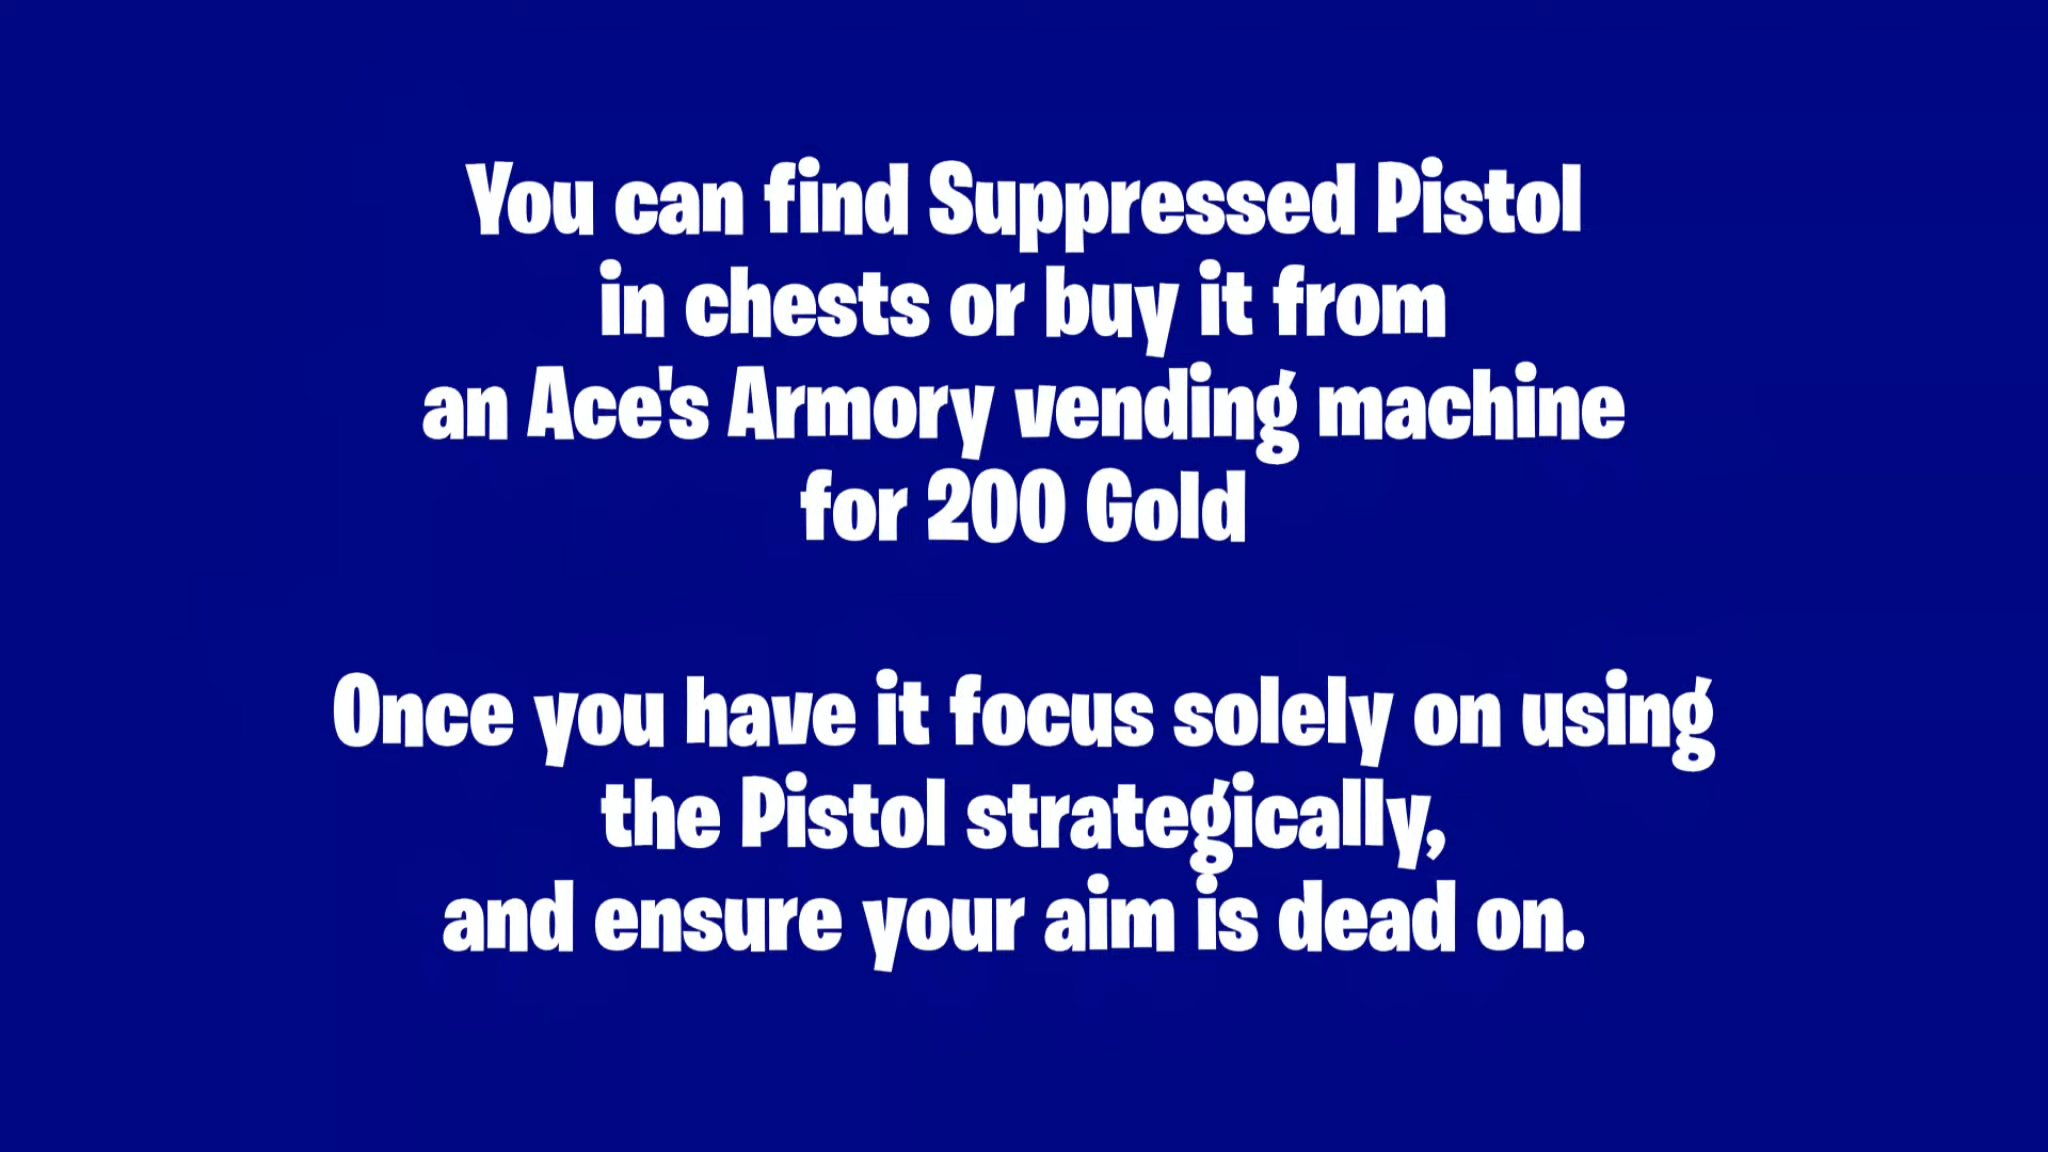 You can find Suppressed Pistol
in chests or buy it from
an Ace's Armory vending machine
for 200 Gold
Once you have it focus solely on using
the Pistol strategically,
and ensure your aim is dead on.